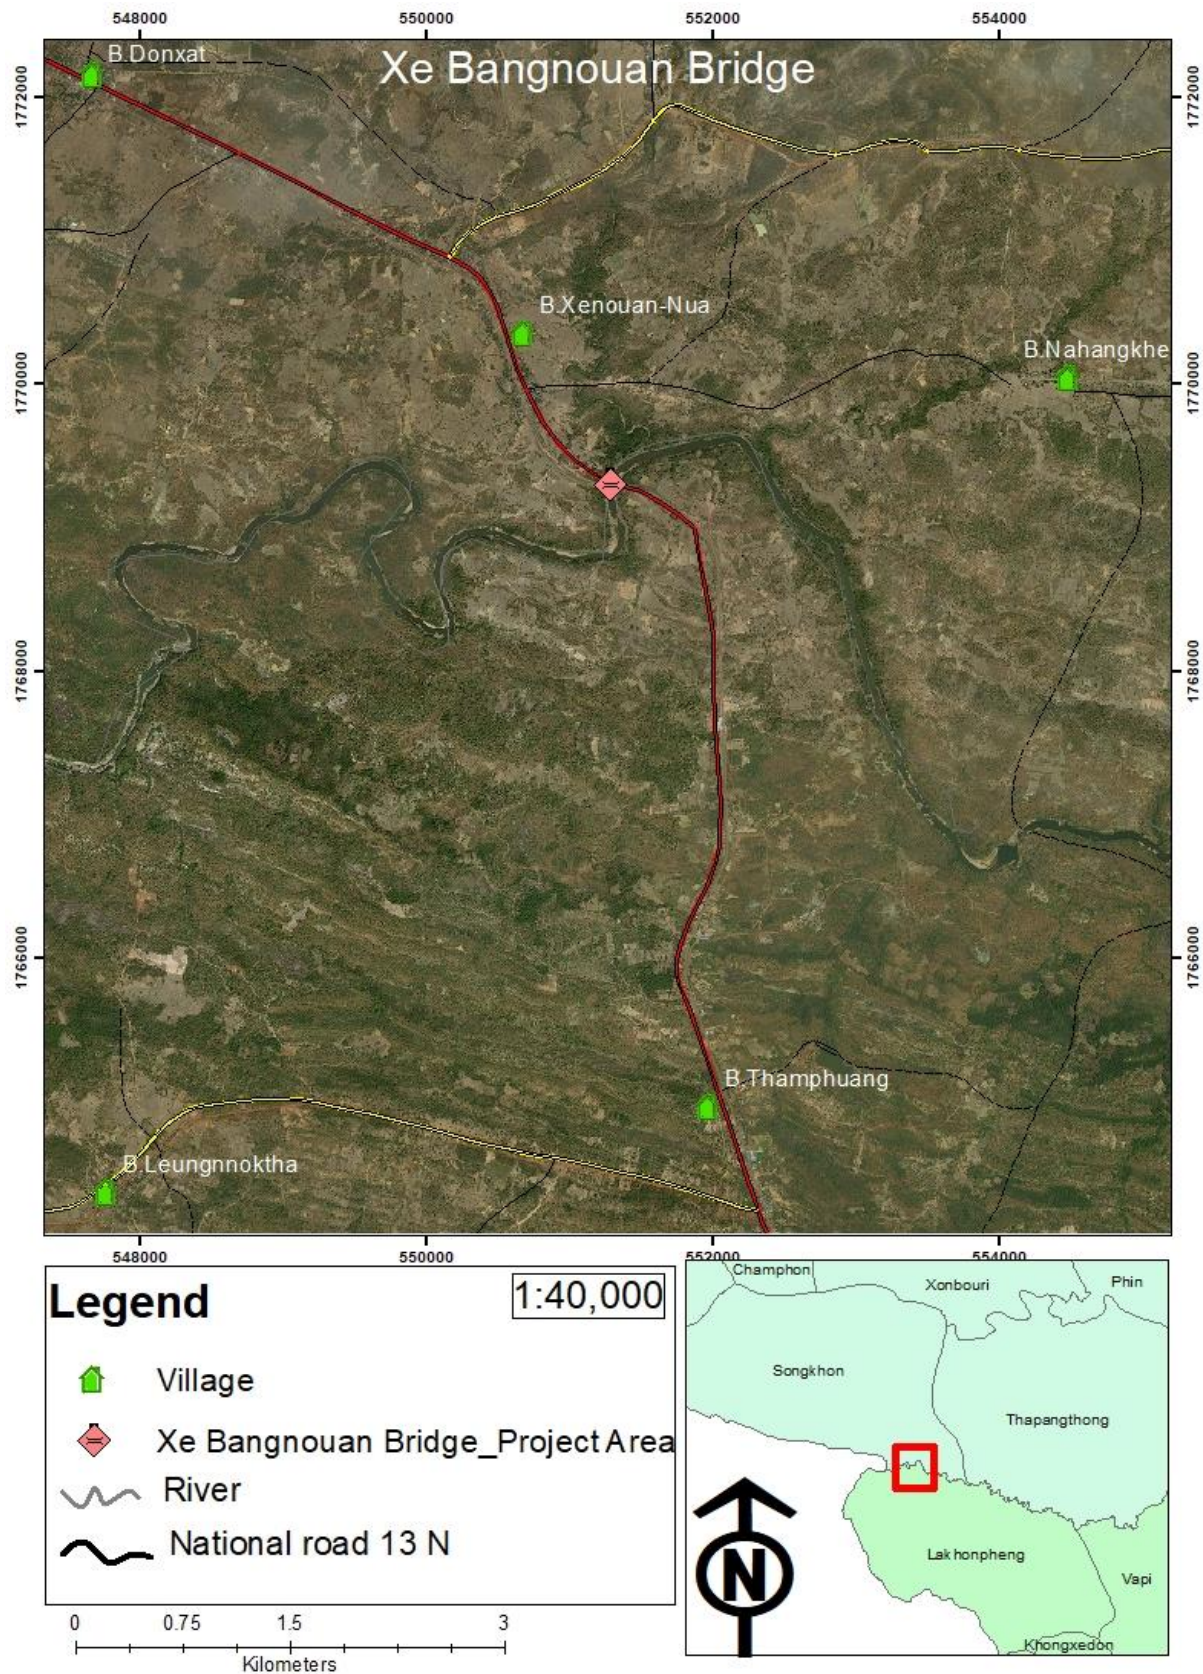 548000 550000 552000 554000
Xe Bangnouan Bridge
B.Donxat
1772000 1772000
B.Xenouan-Nua
B.Nahangkhe
1770000 1770000
1768000 1768000
1766000 1766000
B.Thamphuang
B.Leungnnoktha
548000 550000 552000 554000
Legend
1:40,000
Village
Xe Bangnouan Bridge_Project Area
River
National road 13 N
0 0.75 1.5 3
Kilometers
Champhon
Xonbouri
Phin
Songkhon
Thapangthong
Lakhonpheng
Vapi
Khongxedon
N